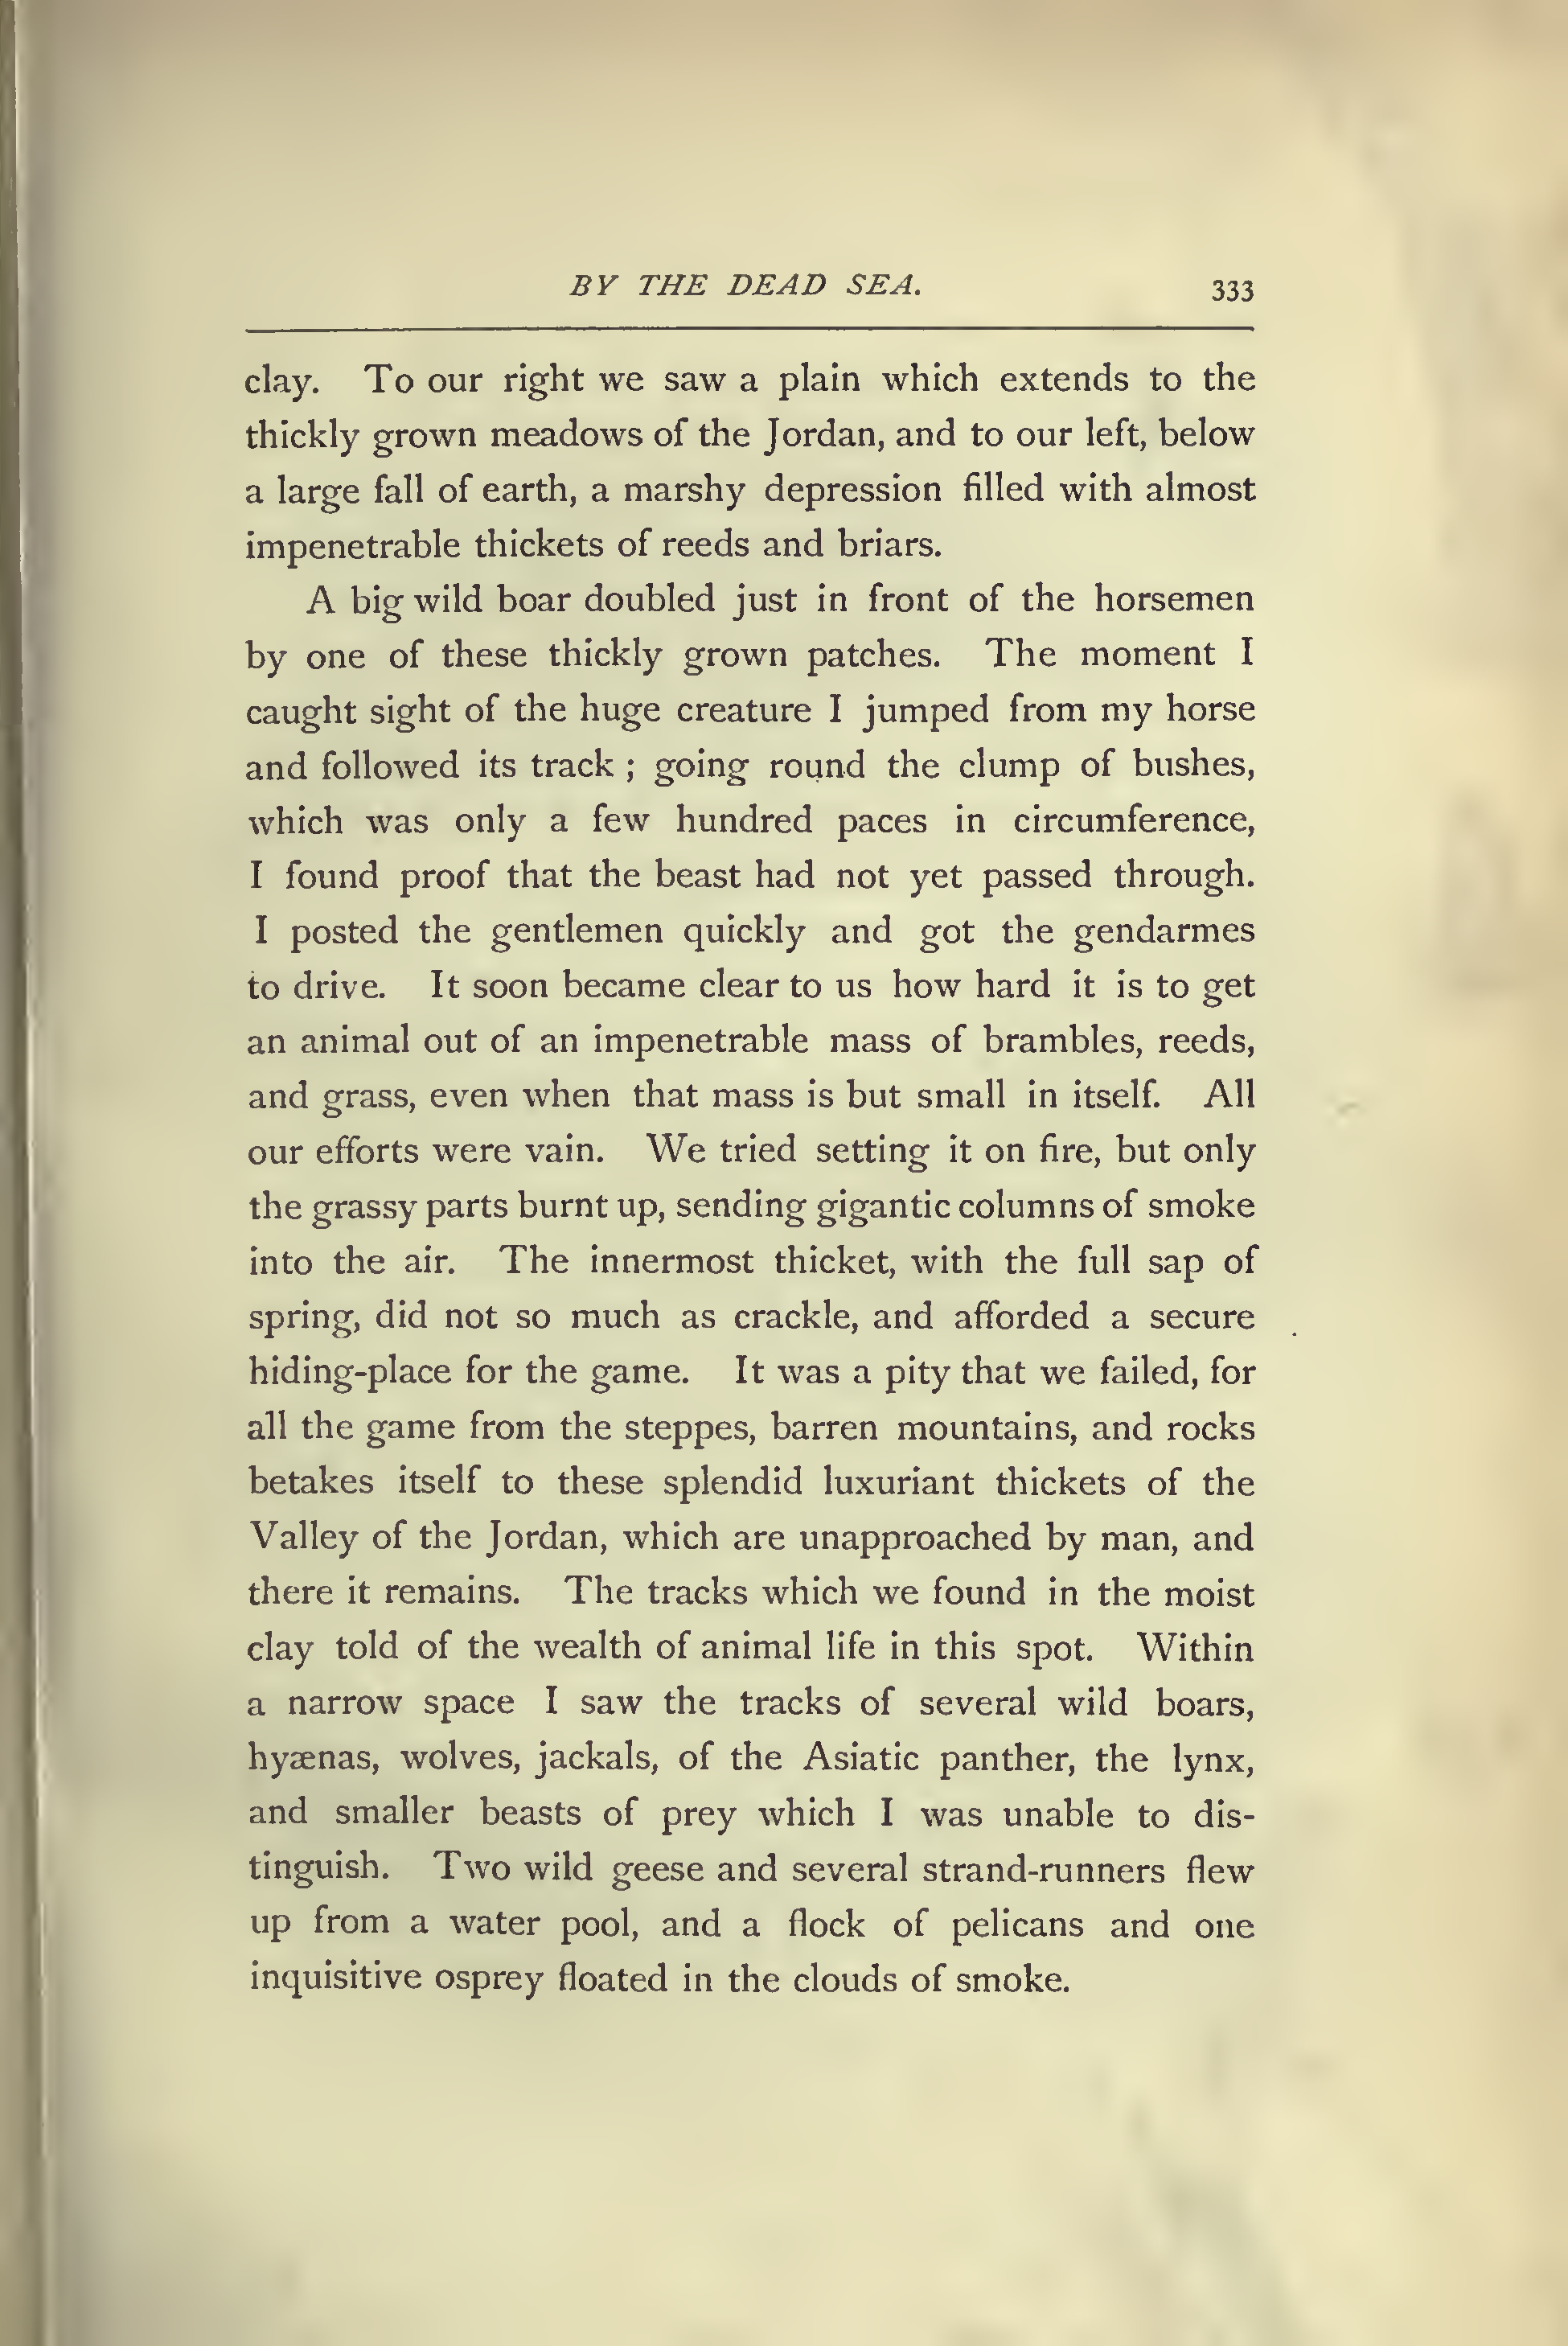 BY THE DEAD SEA. 333
clay. To our right we saw a plain which extends to the
thickly grown meadows of the Jordan, and to our left, below
a large fall of earth, a marshy depression filled with almost
impenetrable thickets of reeds and briars.
A big wild boar doubled just in front of the horsemen
by one of these thickly grown patches. The moment I
caught sight of the huge creature I jumped from my horse
and followed its track ; going round the clump of bushes,
which was only a few hundred paces in circumference,
I found proof that the beast had not yet passed through.
I posted the gentlemen quickly and got the gendarmes
to drive. It soon became clear to us how hard it is to get
an animal out of an impenetrable mass of brambles, reeds,
and grass, even when that mass is but small in itself. All
our efforts were vain. We tried setting it on fire, but only
the grassy parts burnt up, sending gigantic columns of smoke
into the air. The innermost thicket, with the full sap of
spring, did not so much as crackle, and afforded a secure
hiding-place for the game. It was a pity that we failed, for
all the game from the steppes, barren mountains, and rocks
betakes itself to these splendid luxuriant thickets of the
Valley of the Jordan, which are unapproached by man, and
there it remains. The tracks which we found in the moist
clay told of the wealth of animal life in this spot. Within
a narrow space I saw the tracks of several wild boars,
hyænas, wolves, jackals, of the Asiatic panther, the lynx,
and smaller beasts of prey which I was unable to dis-
tinguish. Two wild geese and several strand-runners flew
up from a water pool, and a flock of pelicans and one
inquisitive osprey floated in the clouds of smoke.